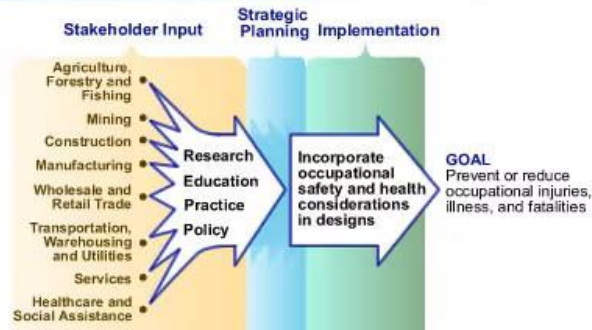 Stakeholder Input
Strategic
Planning
Implementation
Agriculture,
Forestry and
Fishing
Mining
Construction
Manufacturing
Wholesale and
Retail Trade
Transportation,
Warehousing
and Utilities
Services
Healthcare and
Social Assistance
Research
Education
Practice
Policy
Incorporate
occupational
safety and health
considerations
in designs
GOAL
Prevent or reduce
occupational injuries,
illness, and fatalities